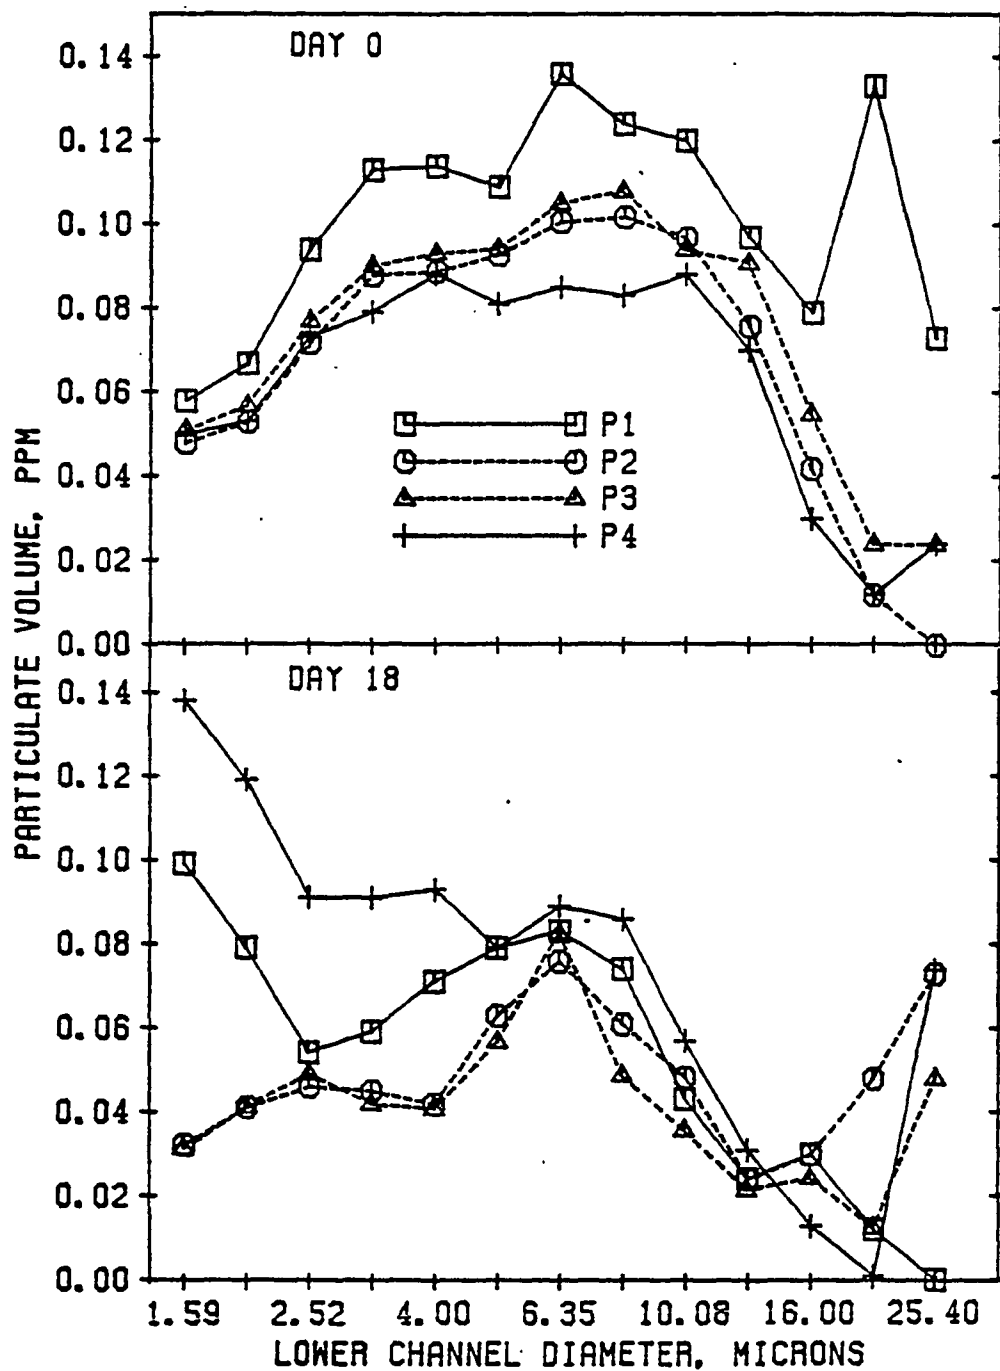 DAY 0
0.14
0.12
0.10
0.08
0.06
0.04
0.02
0.00
P1
P2
P3
P4
PARTICULATE VOLUME, PPM
DAY 18
0.14
0.12
0.10
0.08
0.06
0.04
0.02
0.00
1.59 2.52 4.00 6.35 10.08 16.00 25.40
LOWER CHANNEL DIAMETER, MICRONS